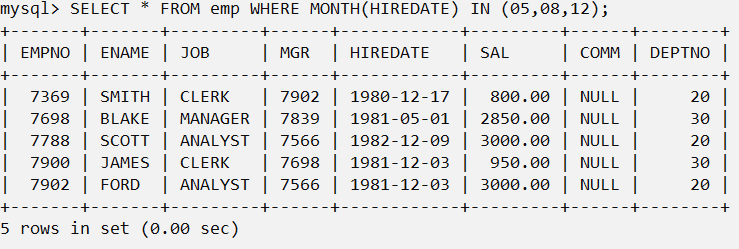 mysql> SELECT * FROM emp WHERE MONTH(HIREDATE) IN (05,08,12);
+-------+-------+---------+------+------------+---------+------+--------+
| EMPNO | ENAME | JOB     | MGR  | HIREDATE   | SAL     | COMM | DEPTNO |
+-------+-------+---------+------+------------+---------+------+--------+
|  7369 | SMITH | CLERK   | 7902 | 1980-12-17 |  800.00 | NULL |     20 |
|  7698 | BLAKE | MANAGER | 7839 | 1981-05-01 | 2850.00 | NULL |     30 |
|  7788 | SCOTT | ANALYST | 7566 | 1982-12-09 | 3000.00 | NULL |     20 |
|  7900 | JAMES | CLERK   | 7698 | 1981-12-03 |  950.00 | NULL |     30 |
|  7902 | FORD  | ANALYST | 7566 | 1981-12-03 | 3000.00 | NULL |     20 |
+-------+-------+---------+------+------------+---------+------+--------+
5 rows in set (0.00 sec)